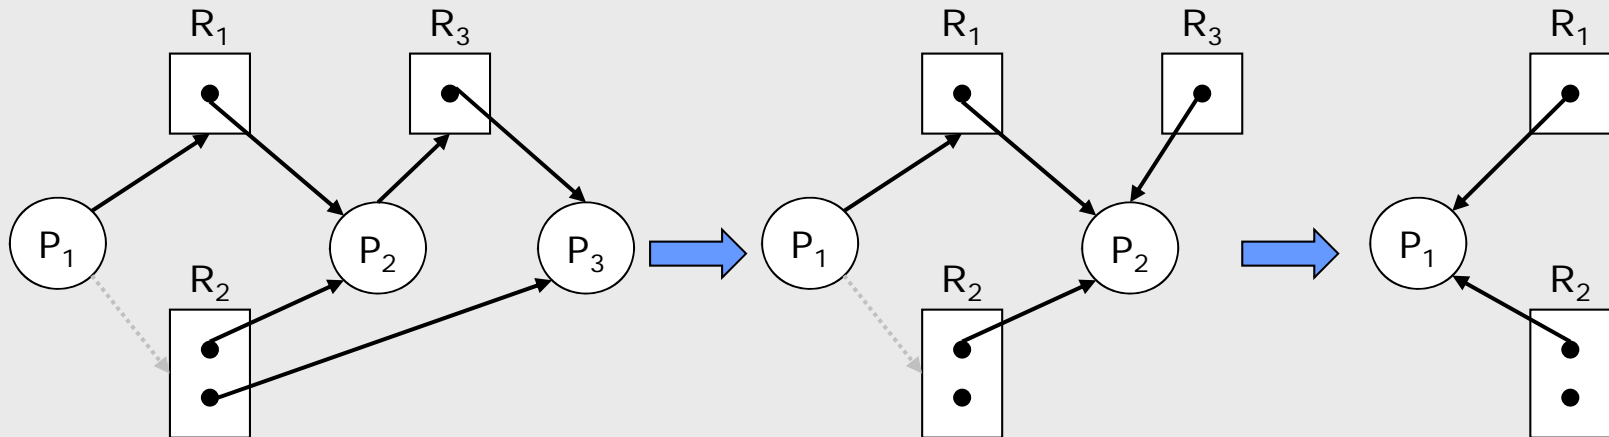 R₁ R₃ R₁ R₃ R₁
P₁ P₂ P₃ P₁ P₂ P₁
R₂ R₂ R₂